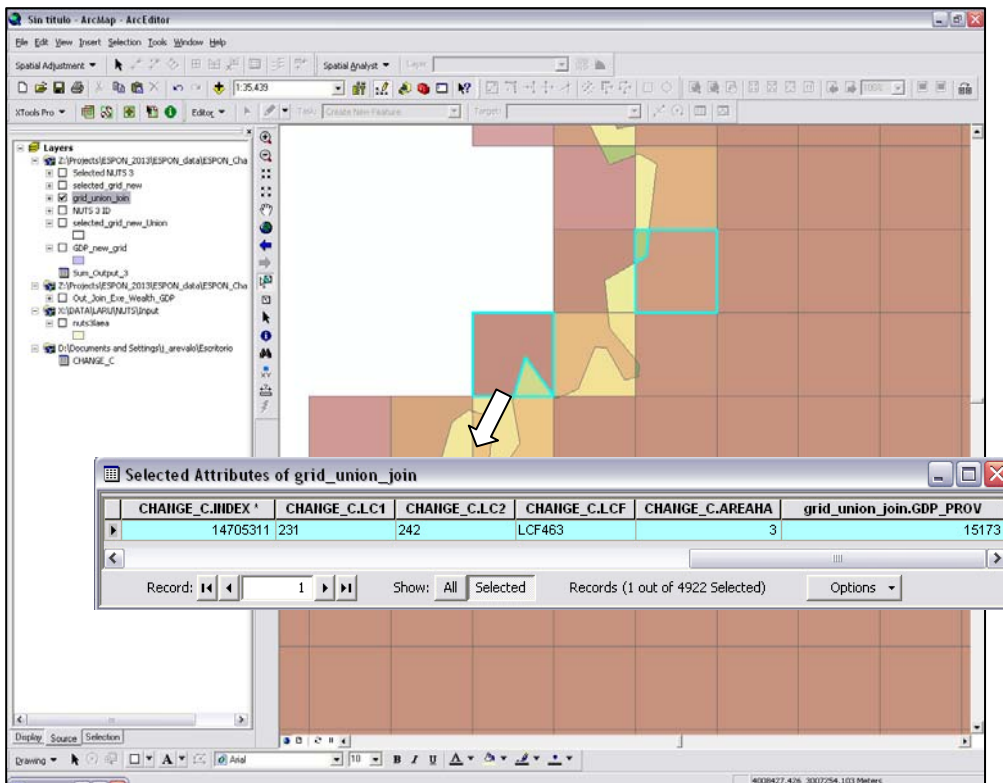 Sin título - ArcMap - ArcEditor
File Edit View Insert Selection Tools Window Help
Spatial Adjustment
Spatial Analyst
Layer:
1:35.439
100%
XTools Pro
Editor
Task: Create New Feature
Target:
Layers
Z:\Projects\ESPON_2013\ESPON_data\ESPON_Cha
Selected NUTS 3
selected_grid_new
grid_union_join
NUTS 3 ID
selected_grid_new_Union
GDP_new_grid
Sum_Output_3
Z:\Projects\ESPON_2013\ESPON_data\ESPON_Cha
Out_Join_Exe_Wealth_GDP
X:\DATA\LARU\NUTS\Input
nuts3laea
D:\Documents and Settings\j_arevalo\Escritorio
CHANGE_C
Selected Attributes of grid_union_join
CHANGE_C.INDEX * CHANGE_C.LC1 CHANGE_C.LC2 CHANGE_C.LCF CHANGE_C.AREAHA grid_union_join.GDP_PROV
14705311 231 242 LCF463 3 15173
Record: 1 Show: All Selected Records (1 out of 4922 Selected) Options
Display Source Selection
Drawing Arial 10 B I U A
4008427,426 3007254,103 Meters